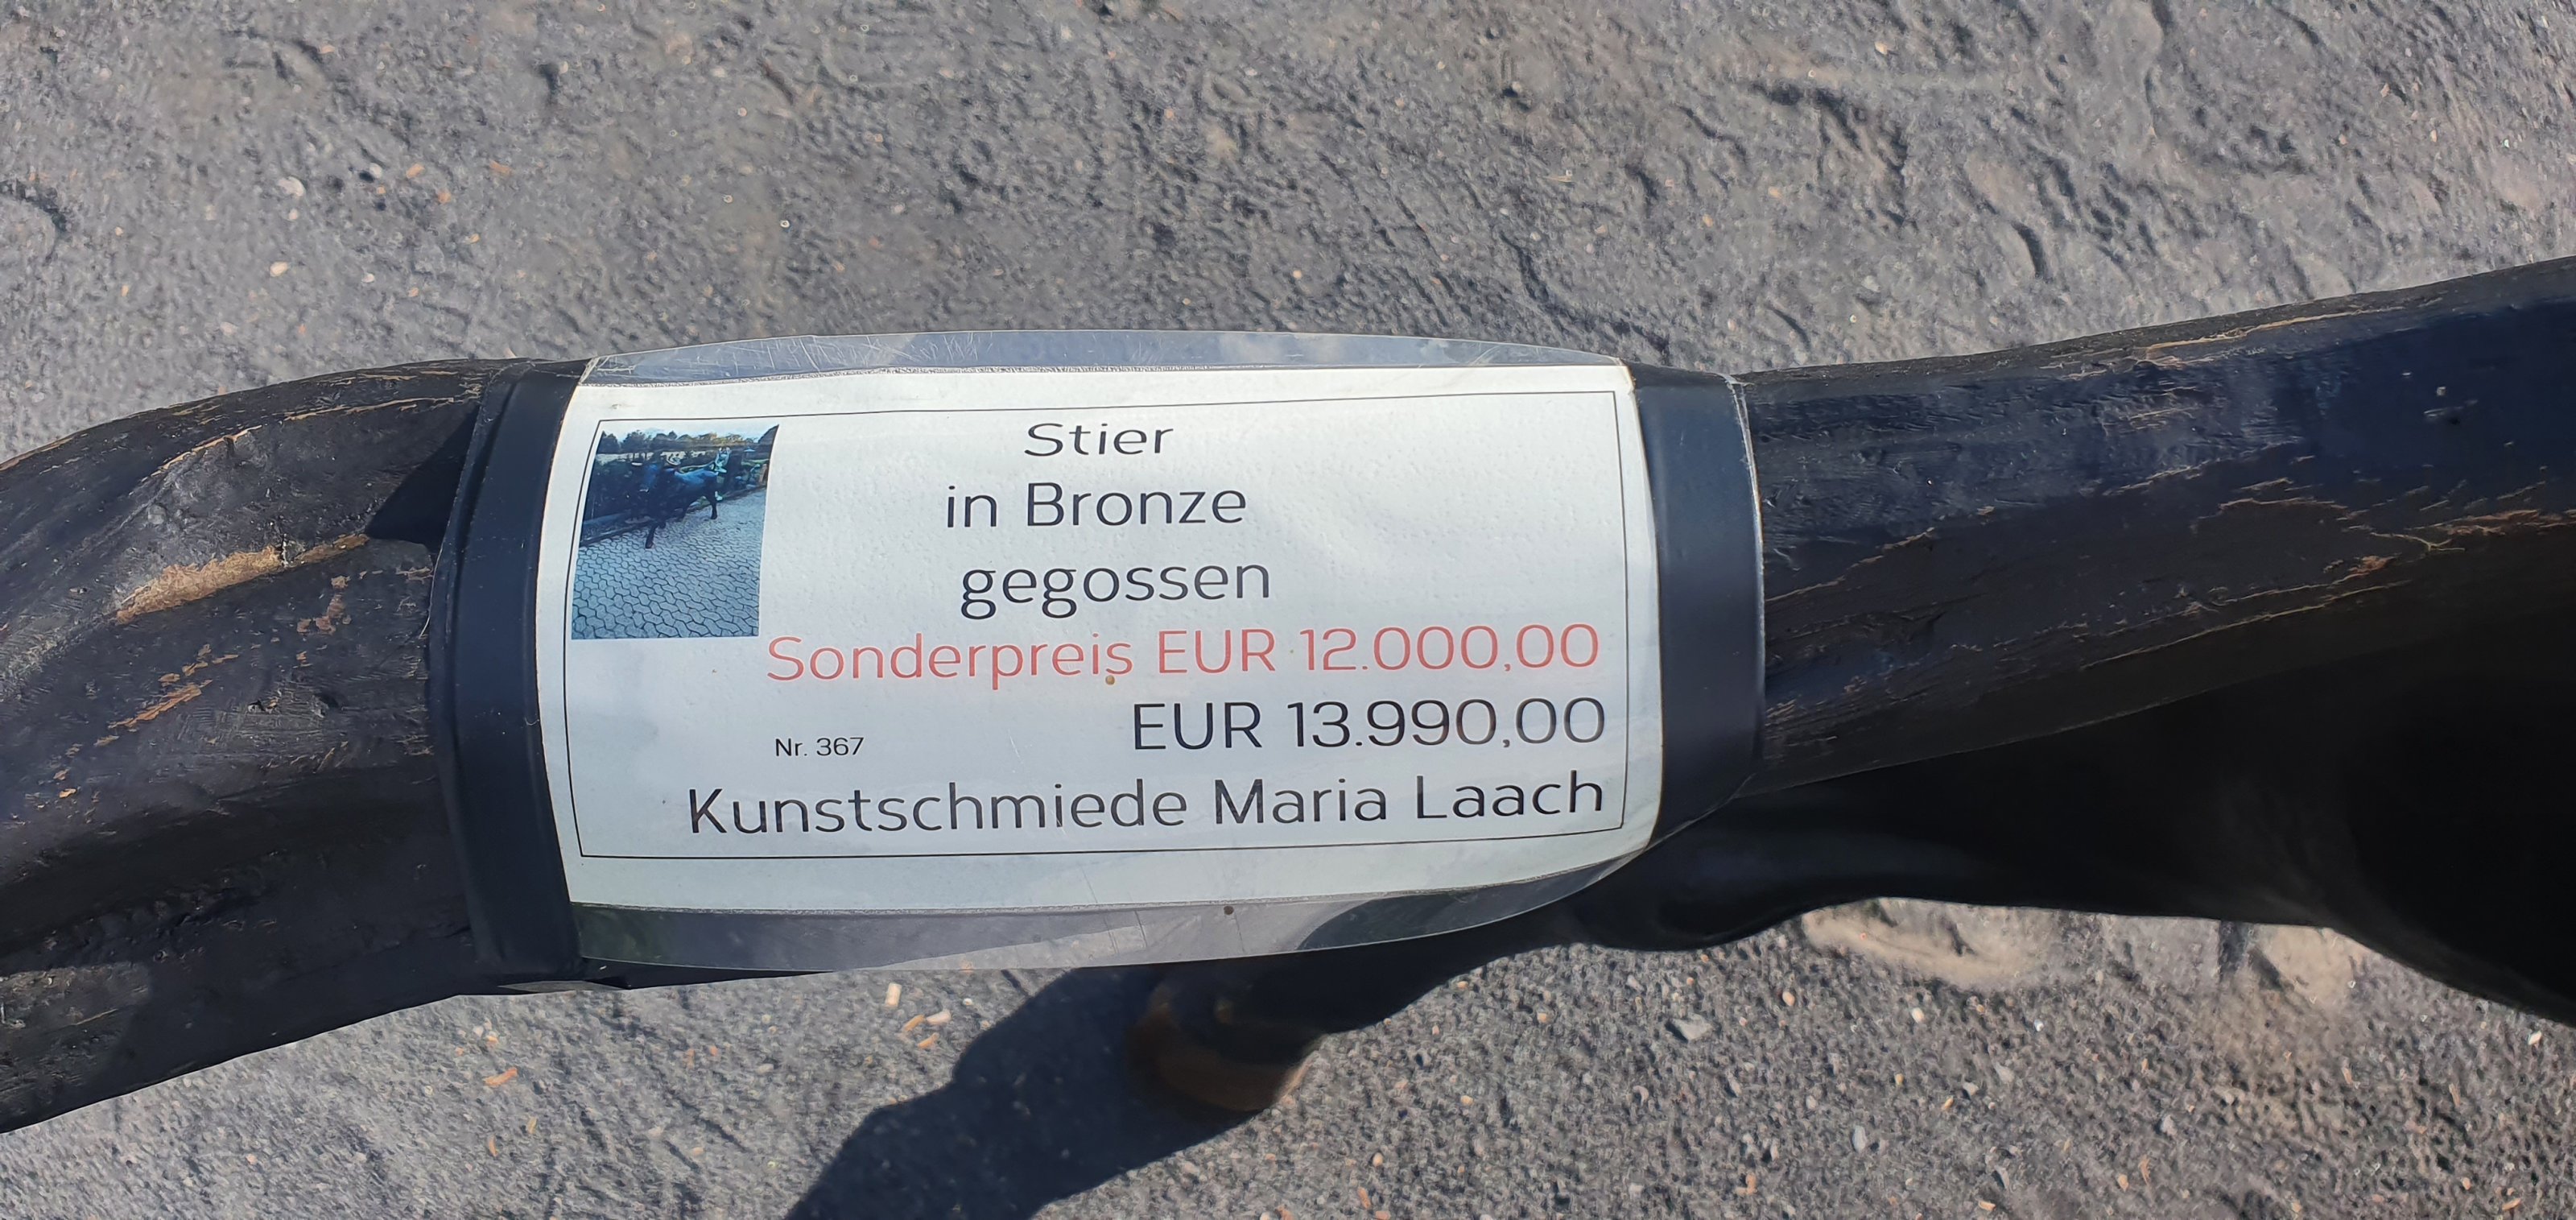 Stier
in Bronze
gegossen
Sonderpreis EUR 12.000,00
EUR 13.990,00
Nr. 367
Kunstschmiede Maria Laach